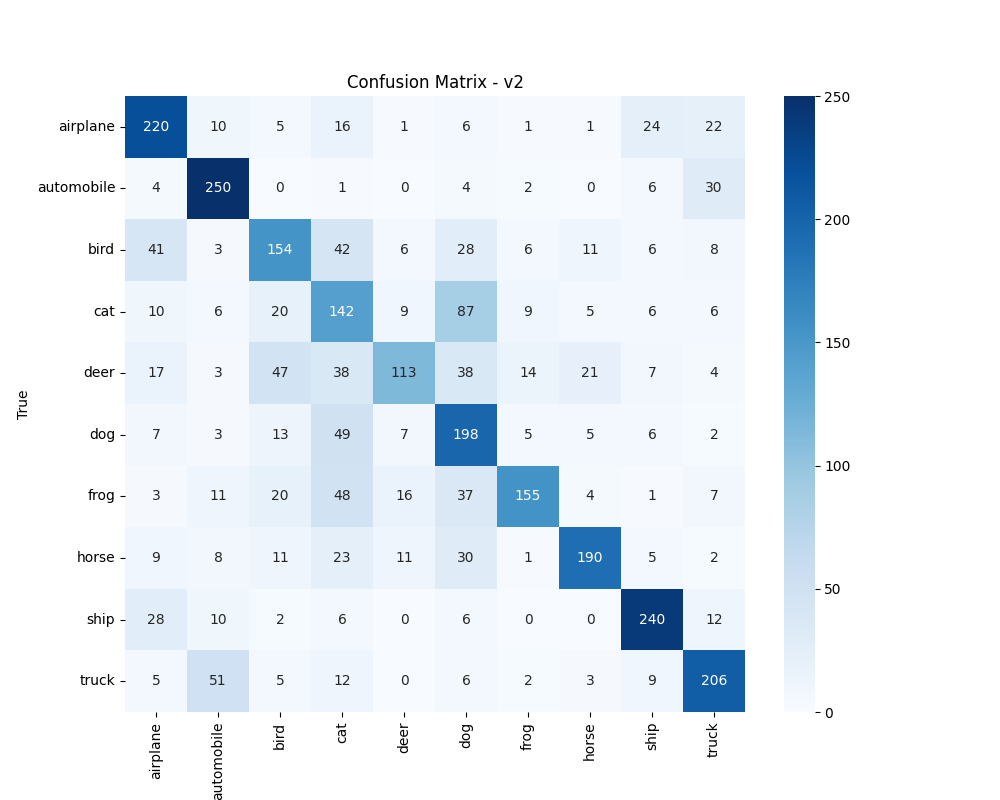 Confusion Matrix - v2
True
airplane 220 10 5 16 1 6 1 1 24 22
automobile 4 250 0 1 0 4 2 0 6 30
bird 41 3 154 42 6 28 6 11 6 8
cat 10 6 20 142 9 87 9 5 6 6
deer 17 3 47 38 113 38 14 21 7 4
dog 7 3 13 49 7 198 5 5 6 2
frog 3 11 20 48 16 37 155 4 1 7
horse 9 8 11 23 11 30 1 190 5 2
ship 28 10 2 6 0 6 0 0 240 12
truck 5 51 5 12 0 6 2 3 9 206
airplane automobile bird cat deer dog frog horse ship truck
250
200
150
100
50
0